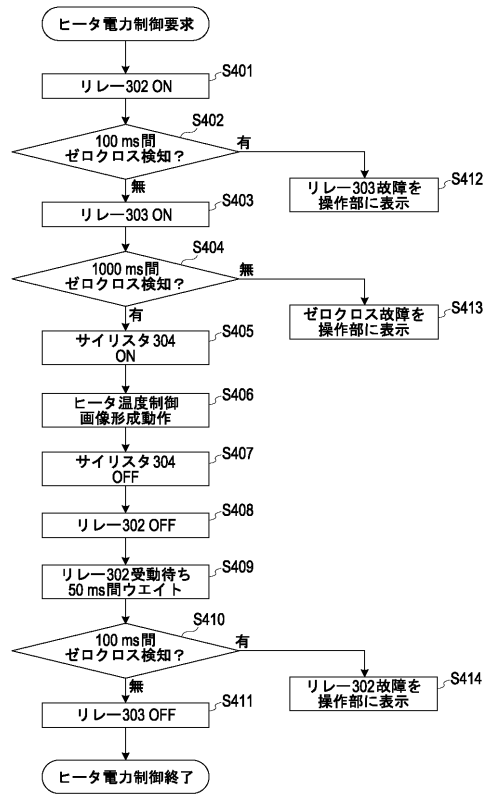 ヒータ電力制御要求
S401
リレー302 ON
S402
100 ms間
ゼロクロス検知？
有
無
S412
リレー303故障を
操作部に表示
S403
リレー303 ON
S404
1000 ms間
ゼロクロス検知？
無
有
S413
ゼロクロス故障を
操作部に表示
S405
サイリスタ304
ON
S406
ヒータ温度制御
画像形成動作
S407
サイリスタ304
OFF
S408
リレー302 OFF
S409
リレー302受動待ち
50 ms間ウエイト
S410
100 ms間
ゼロクロス検知？
有
無
S414
リレー302故障を
操作部に表示
S411
リレー303 OFF
ヒータ電力制御終了